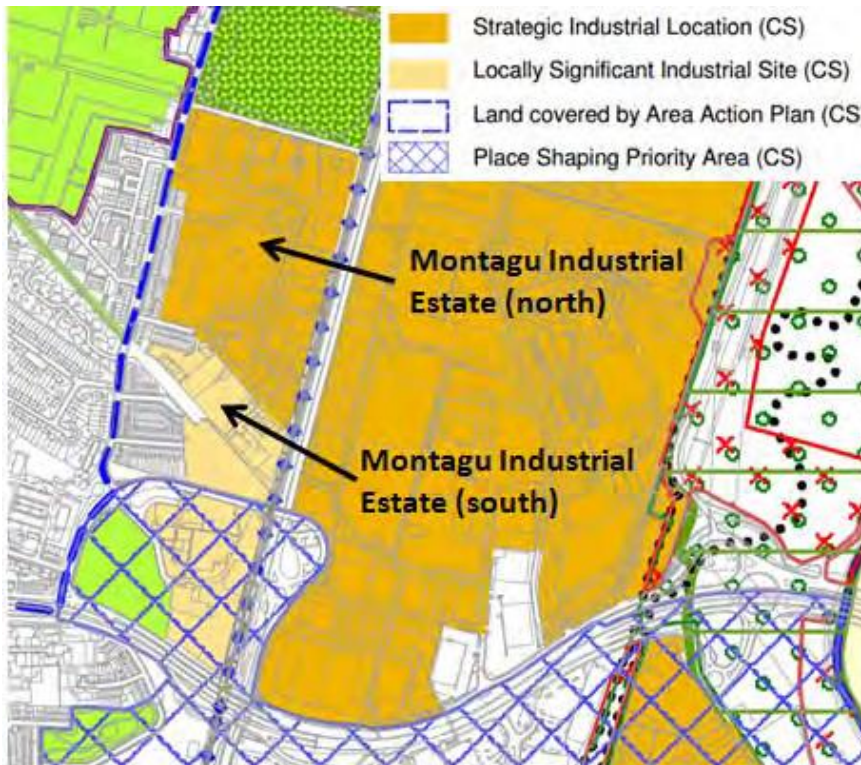 Strategic Industrial Location (CS)
Locally Significant Industrial Site (CS)
Land covered by Area Action Plan (CS
Place Shaping Priority Area (CS)
Montagu Industrial
Estate (north)
Montagu Industrial
Estate (south)